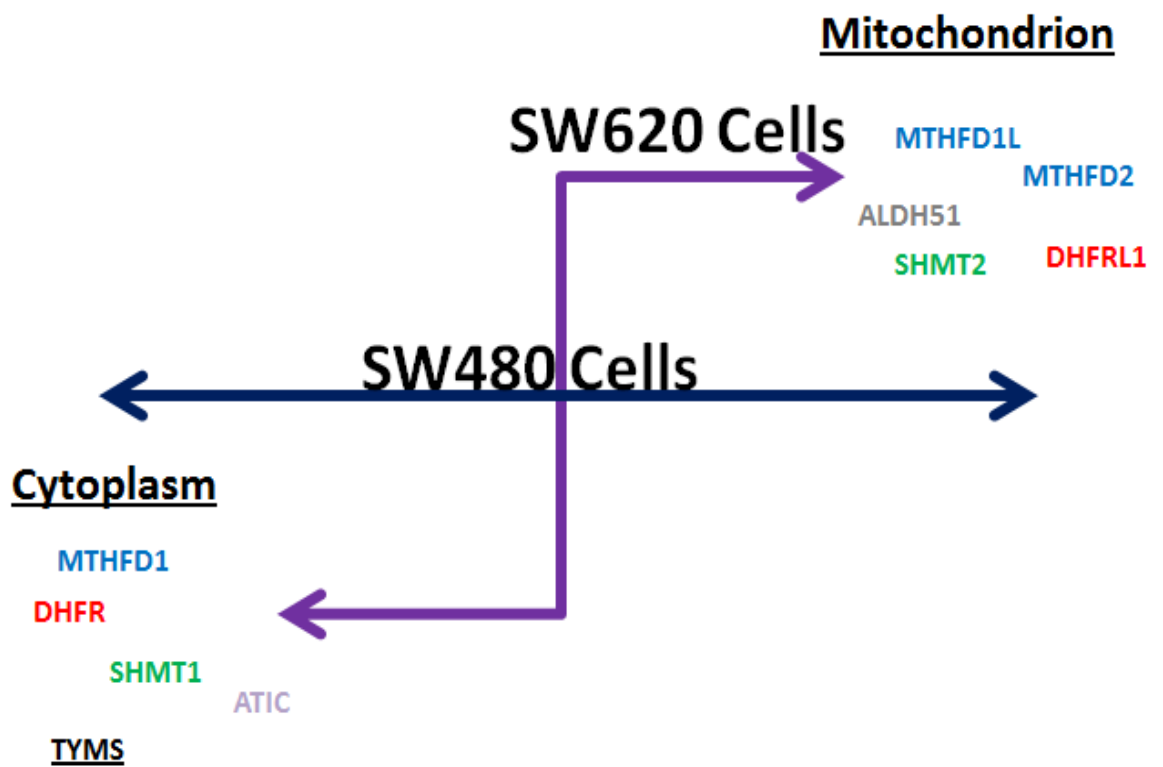 Mitochondrion
SW620 Cells
MTHFD1L
MTHFD2
ALDH51
SHMT2
DHFRL1
SW480 Cells
Cytoplasm
MTHFD1
DHFR
SHMT1
ATIC
TYMS